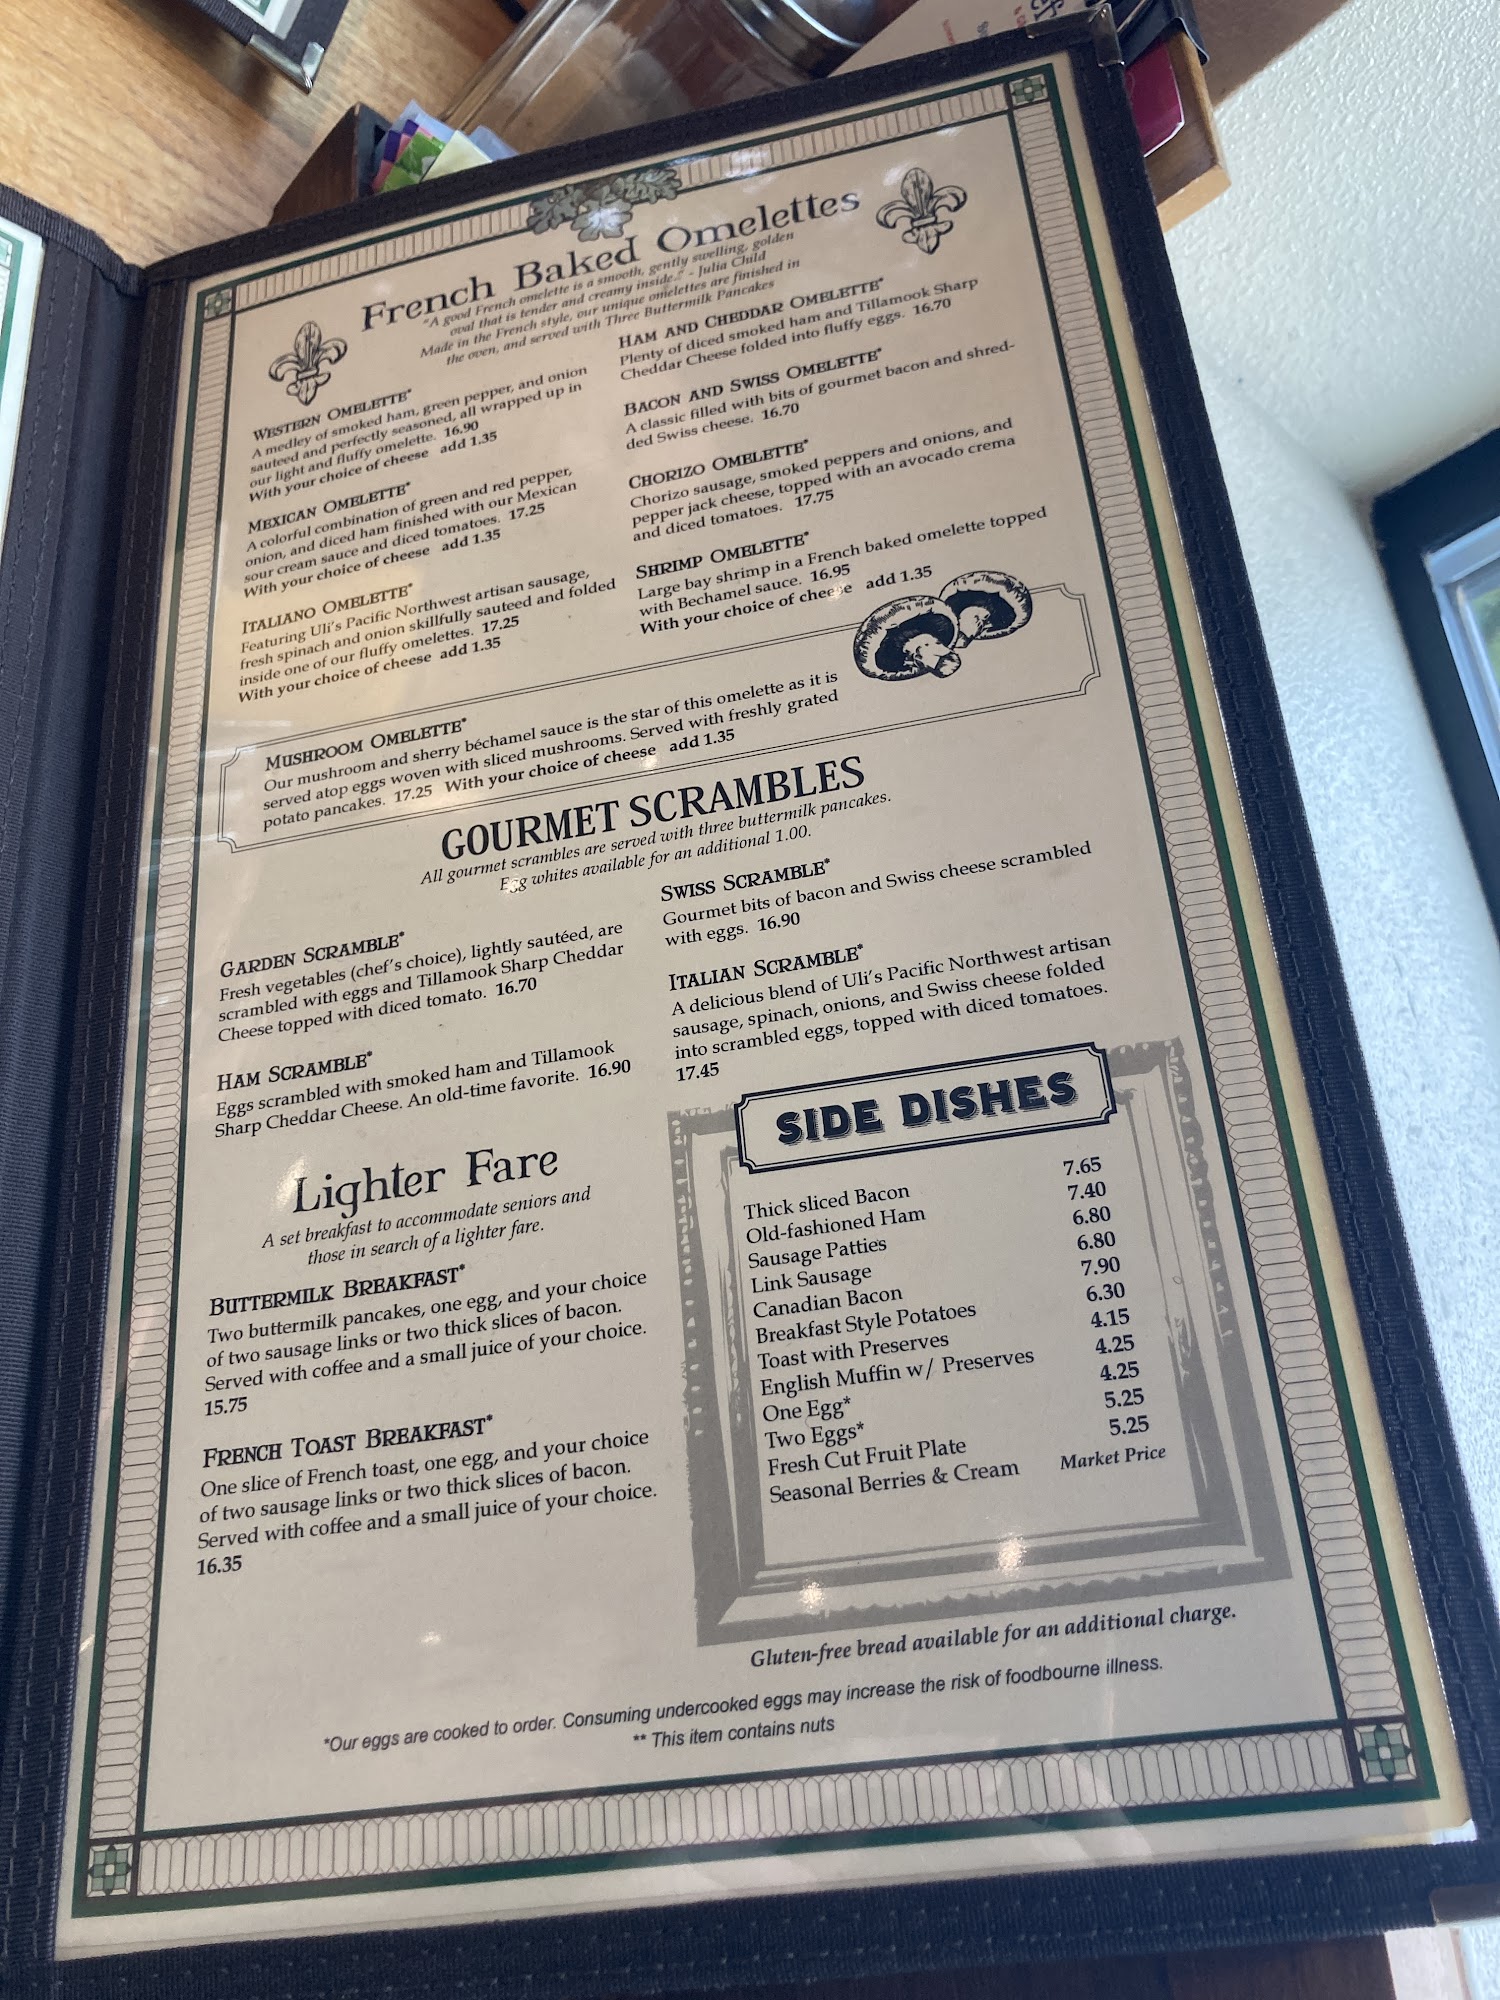 French Baked Omelettes
"A good French omelette is a smooth, gently swelling, golden
oval that is tender and creamy inside.." - Julia Child
Made in the French style, our unique omelettes are finished in
the oven, and served with Three Buttermilk Pancakes
WESTERN OMELETTE*
A medley of smoked ham, green pepper, and onion
sauteed and perfectly seasoned, all wrapped up in
our light and fluffy omelette. 16.90
With your choice of cheese add 1.35
MEXICAN OMELETTE*
A colorful combination of green and red pepper,
onion, and diced ham finished with our Mexican
sour cream sauce and diced tomatoes. 17.25
With your choice of cheese add 1.35
ITALIANO OMELETTE*
Featuring Uli's Pacific Northwest artisan sausage,
fresh spinach and onion skillfully sauteed and folded
inside one of our fluffy omelettes. 17.25
With your choice of cheese add 1.35
HAM AND CHEDDAR OMELETTE*
Plenty of diced smoked ham and Tillamook Sharp
Cheddar Cheese folded into fluffy eggs. 16.70
BACON AND SWISS OMELETTE*
A classic filled with bits of gourmet bacon and shred-
ded Swiss cheese. 16.70
CHORIZO OMELETTE*
Chorizo sausage, smoked peppers and onions, and
pepper jack cheese, topped with an avocado crema
and diced tomatoes. 17.75
SHRIMP OMELETTE*
Large bay shrimp in a French baked omelette topped
with Bechamel sauce. 16.95
With your choice of cheese add 1.35
MUSHROOM OMELETTE*
Our mushroom and sherry béchamel sauce is the star of this omelette as it is
served atop eggs woven with sliced mushrooms. Served with freshly grated
potato pancakes. 17.25 With your choice of cheese add 1.35
GOURMET SCRAMBLES
All gourmet scrambles are served with three buttermilk pancakes.
Egg whites available for an additional 1.00.
GARDEN SCRAMBLE*
Fresh vegetables (chef's choice), lightly sautéed, are
scrambled with eggs and Tillamook Sharp Cheddar
Cheese topped with diced tomato. 16.70
HAM SCRAMBLE*
Eggs scrambled with smoked ham and Tillamook
Sharp Cheddar Cheese. An old-time favorite. 16.90
SWISS SCRAMBLE*
Gourmet bits of bacon and Swiss cheese scrambled
with eggs. 16.90
ITALIAN SCRAMBLE*
A delicious blend of Uli's Pacific Northwest artisan
sausage, spinach, onions, and Swiss cheese folded
into scrambled eggs, topped with diced tomatoes.
17.45
Lighter Fare
A set breakfast to accommodate seniors and
those in search of a lighter fare.
BUTTERMILK BREAKFAST*
Two buttermilk pancakes, one egg, and your choice
of two sausage links or two thick slices of bacon.
Served with coffee and a small juice of your choice.
15.75
FRENCH TOAST BREAKFAST*
One slice of French toast, one egg, and your choice
of two sausage links or two thick slices of bacon.
Served with coffee and a small juice of your choice.
16.35
SIDE DISHES
Thick sliced Bacon 7.65
Old-fashioned Ham 7.40
Sausage Patties 6.80
Link Sausage 6.80
Canadian Bacon 7.90
Breakfast Style Potatoes 6.30
Toast with Preserves 4.15
English Muffin w/ Preserves 4.25
One Egg* 4.25
Two Eggs* 5.25
Fresh Cut Fruit Plate 5.25
Seasonal Berries & Cream Market Price
Gluten-free bread available for an additional charge.
*Our eggs are cooked to order. Consuming undercooked eggs may increase the risk of foodbourne illness.
** This item contains nuts